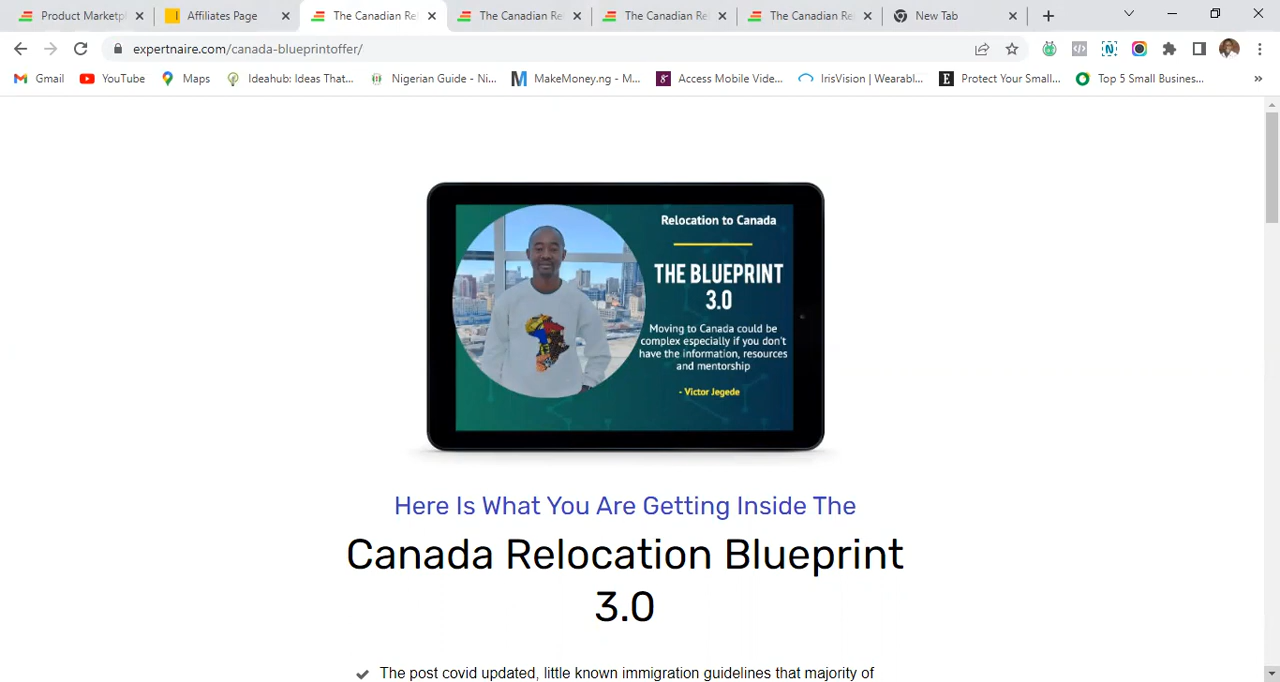 Product Marketp
Affiliates Page
The Canadian Re
The Canadian Re
The Canadian Re
The Canadian Re
New Tab
expertnaire.com/canada-blueprintoffer/
Gmail
YouTube
Maps
Ideahub: Ideas That...
Nigerian Guide - Ni...
MakeMoney.ng - M...
Access Mobile Vide...
IrisVision | Wearabl...
Protect Your Small...
Top 5 Small Busines...
Relocation to Canada
THE BLUEPRINT
3.0
Moving to Canada could be
complex especially if you don't
have the information, resources
and mentorship
- Victor Jegede
Here Is What You Are Getting Inside The
Canada Relocation Blueprint
3.0
The post covid updated, little known immigration guidelines that majority of